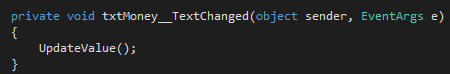 private void txtMoney__TextChanged(object sender, EventArgs e)
{
    UpdateValue();
}